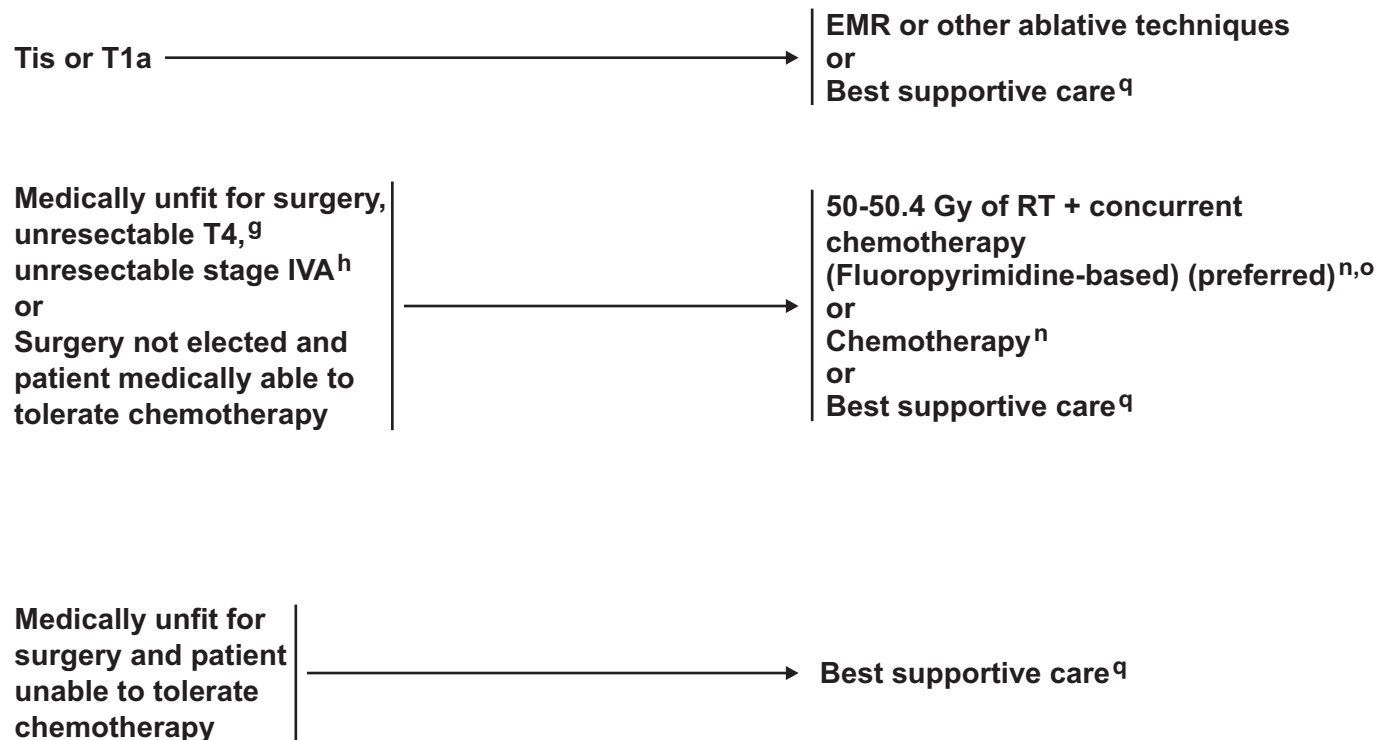 Tis or T1a
EMR or other ablative techniques
or
Best supportive care q
Medically unfit for surgery,
unresectable T4, g
unresectable stage IVA h
or
Surgery not elected and
patient medically able to
tolerate chemotherapy
50-50.4 Gy of RT + concurrent
chemotherapy
(Fluoropyrimidine-based) (preferred) n,o
or
Chemotherapy n
or
Best supportive care q
Medically unfit for
surgery and patient
unable to tolerate
chemotherapy
Best supportive care q